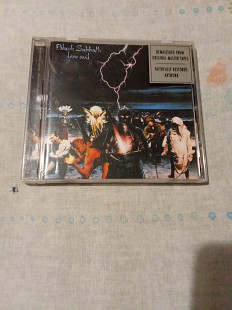 Black Sabbath
Live Evil
REMASTERED FROM
ORIGINAL MASTER TAPES
FAITHFULLY RESTORED
ARTWORK